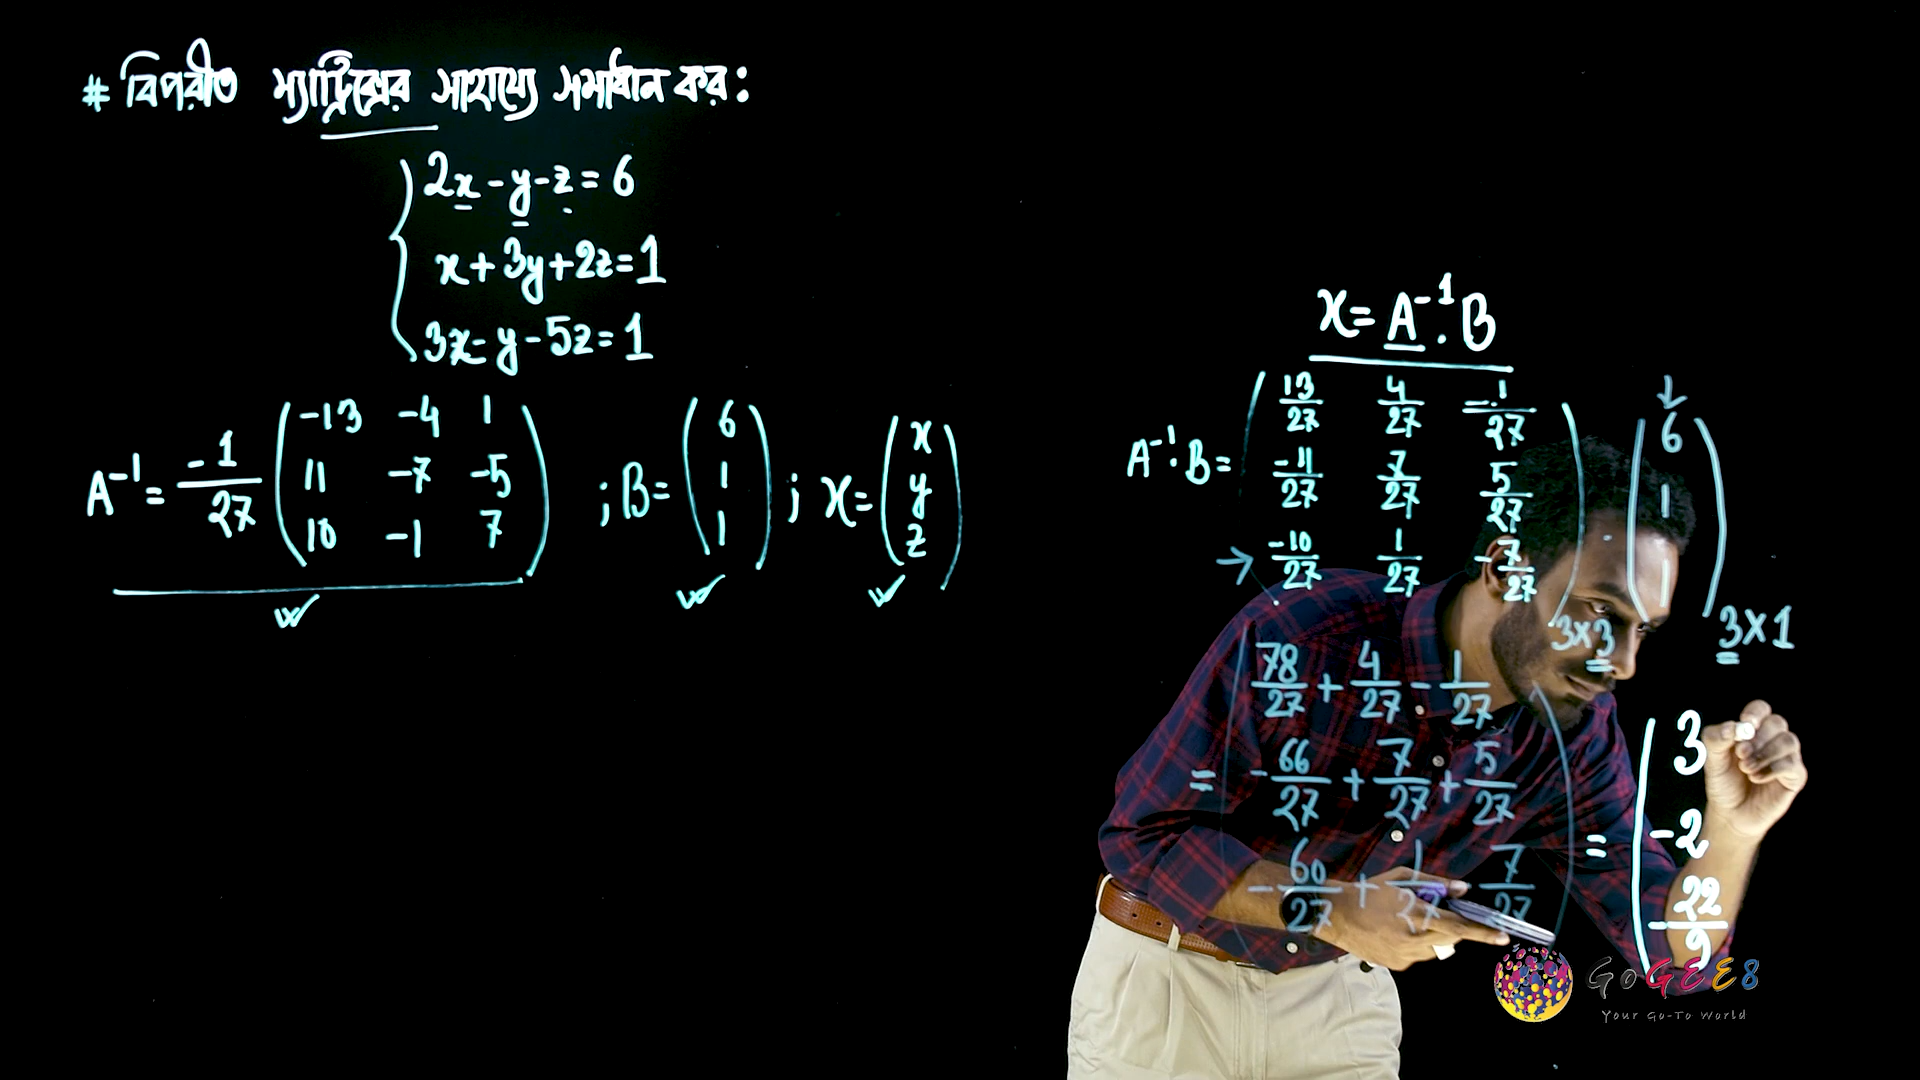 # বিপরীত ম্যাট্রিক্সের সাহায্যে সমাধান কর:
2x - y - z = 6
x + 3y + 2z = 1
3x - y - 5z = 1
A⁻¹ = -1/27 (-13 -4 1
11 -7 -5
10 -1 7) ; B = (6 1 1) ; X = (x y z)
X = A⁻¹ . B
A⁻¹ . B = (13/27 4/27 -1/27
-11/27 7/27 5/27
-10/27 1/27 -7/27) 3×3 . (6 1 1) 3×1
= (78/27 + 4/27 - 1/27
-66/27 + 7/27 + 5/27
-60/27 + 1/27 - 7/27)
= (3
-2
-22/9
GoGEE8
Your Go-To World